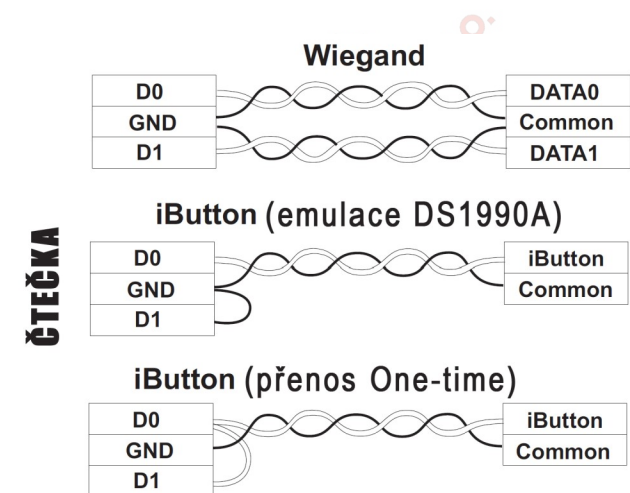 Wiegand
D0 DATA0
GND Common
D1 DATA1
ČTEČKA
iButton (emulace DS1990A)
D0 iButton
GND Common
D1
iButton (přenos One-time)
D0 iButton
GND Common
D1